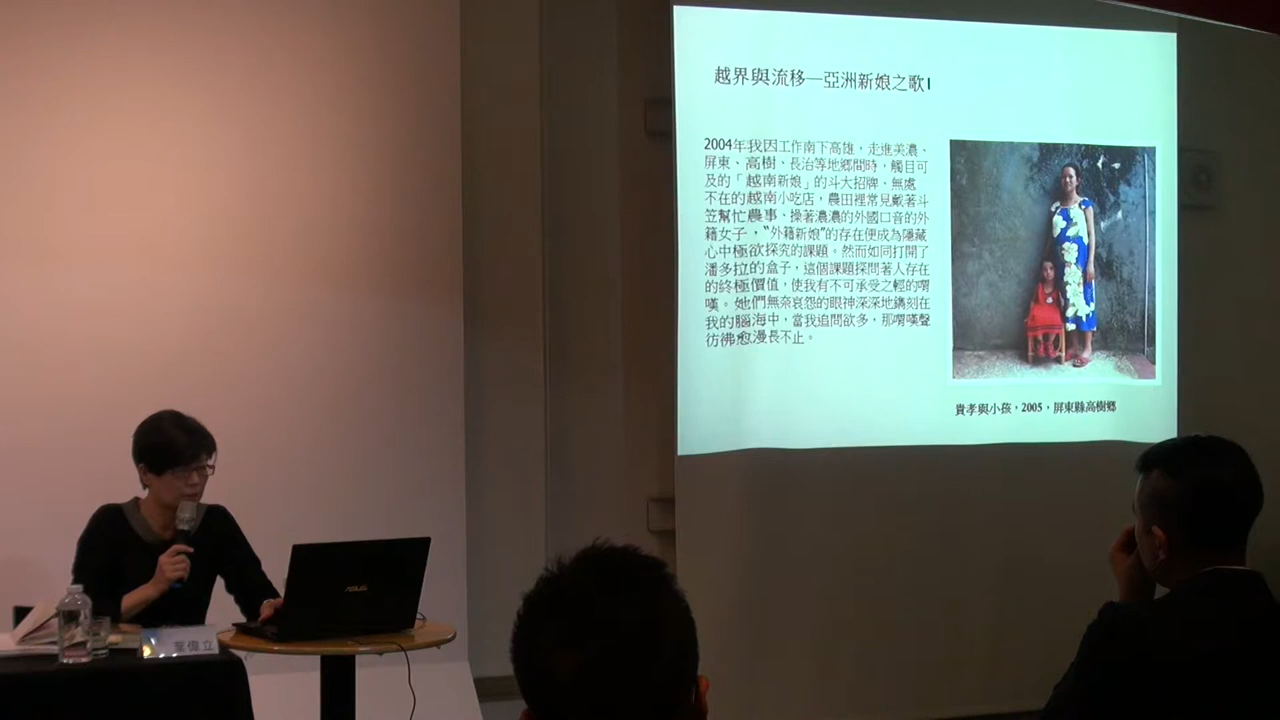 越界與流移—亞洲新娘之歌I
2004年我因工作南下高雄，走進美濃、
屏東、高樹、長治等地鄉間時，觸目可
及的「越南新娘」的斗大招牌，無處
不在的越南小吃店，農田裡常見戴著斗
笠幫忙農事、操著濃濃的外國口音的外
籍女子，“外籍新娘”的存在便成為隱藏
心中極欲探究的課題。然而如同打開了
潘多拉的盒子，這個課題探問著人存在
的終極價值，使我有不可承受之輕的喟
嘆。她們無奈哀怨的眼神深深地鐫刻在
我的腦海中，當我追問欲多，那喟嘆聲
彷彿愈漫長不止。
貴孝與小孩，2005，屏東縣高樹鄉
ASUS
偉立